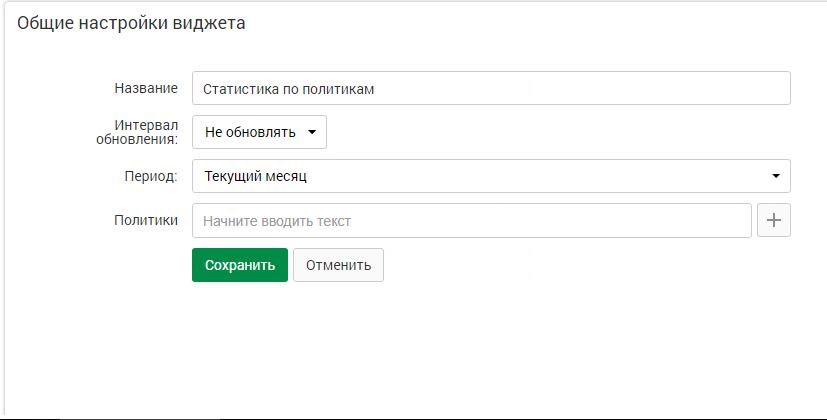 Общие настройки виджета
Название
Статистика по политикам
Интервал
обновления:
Не обновлять
Период:
Текущий месяц
Политики
Начните вводить текст
Сохранить
Отменить